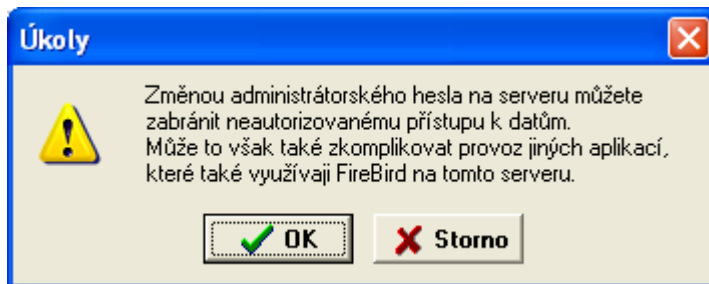 Úkoly
Změnou administrátorského hesla na serveru můžete
zabránit neautorizovanému přístupu k datům.
Může to však také zkomplikovat provoz jiných aplikací,
které také využívaji FireBird na tomto serveru.
OK
Storno